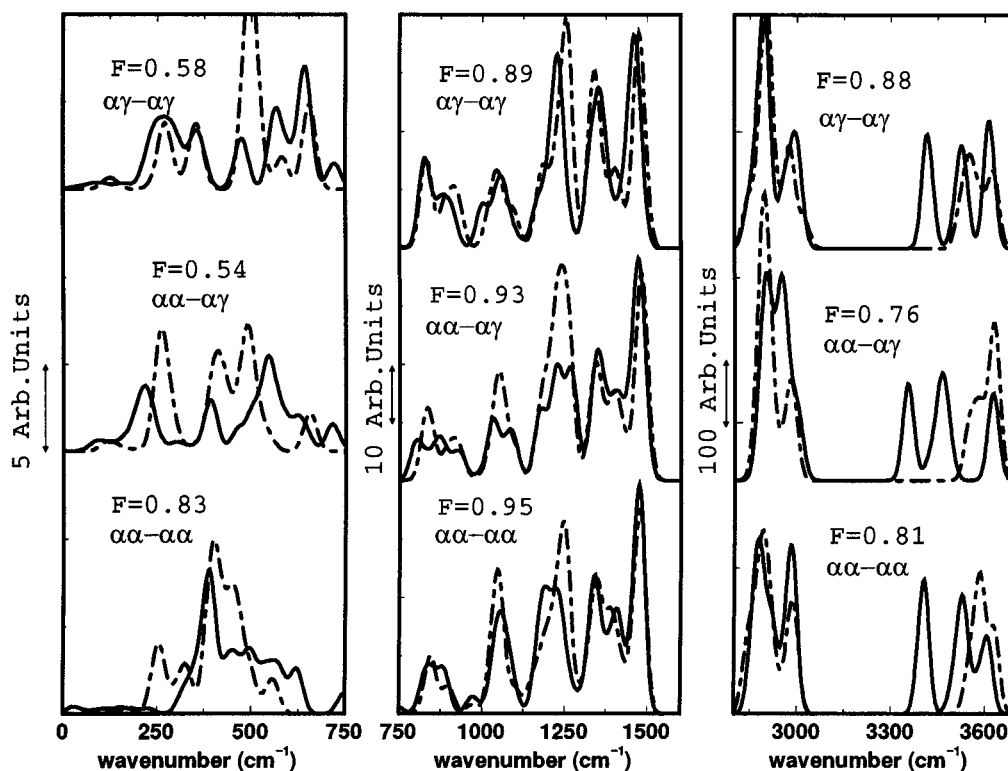 5 Arb.Units
F=0.58
αγ−αγ
F=0.54
αα−αγ
F=0.83
αα−αα
0
250
500
750
wavenumber (cm⁻¹)
10 Arb.Units
F=0.89
αγ−αγ
F=0.93
αα−αγ
F=0.95
αα−αα
750
1000
1250
1500
wavenumber (cm⁻¹)
100 Arb.Units
F=0.88
αγ−αγ
F=0.76
αα−αγ
F=0.81
αα−αα
3000
3300
3600
wavenumber (cm⁻¹)